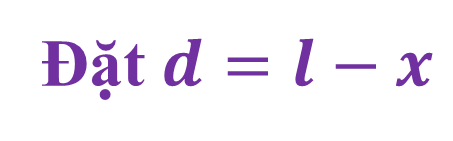 Đặt d = l − x